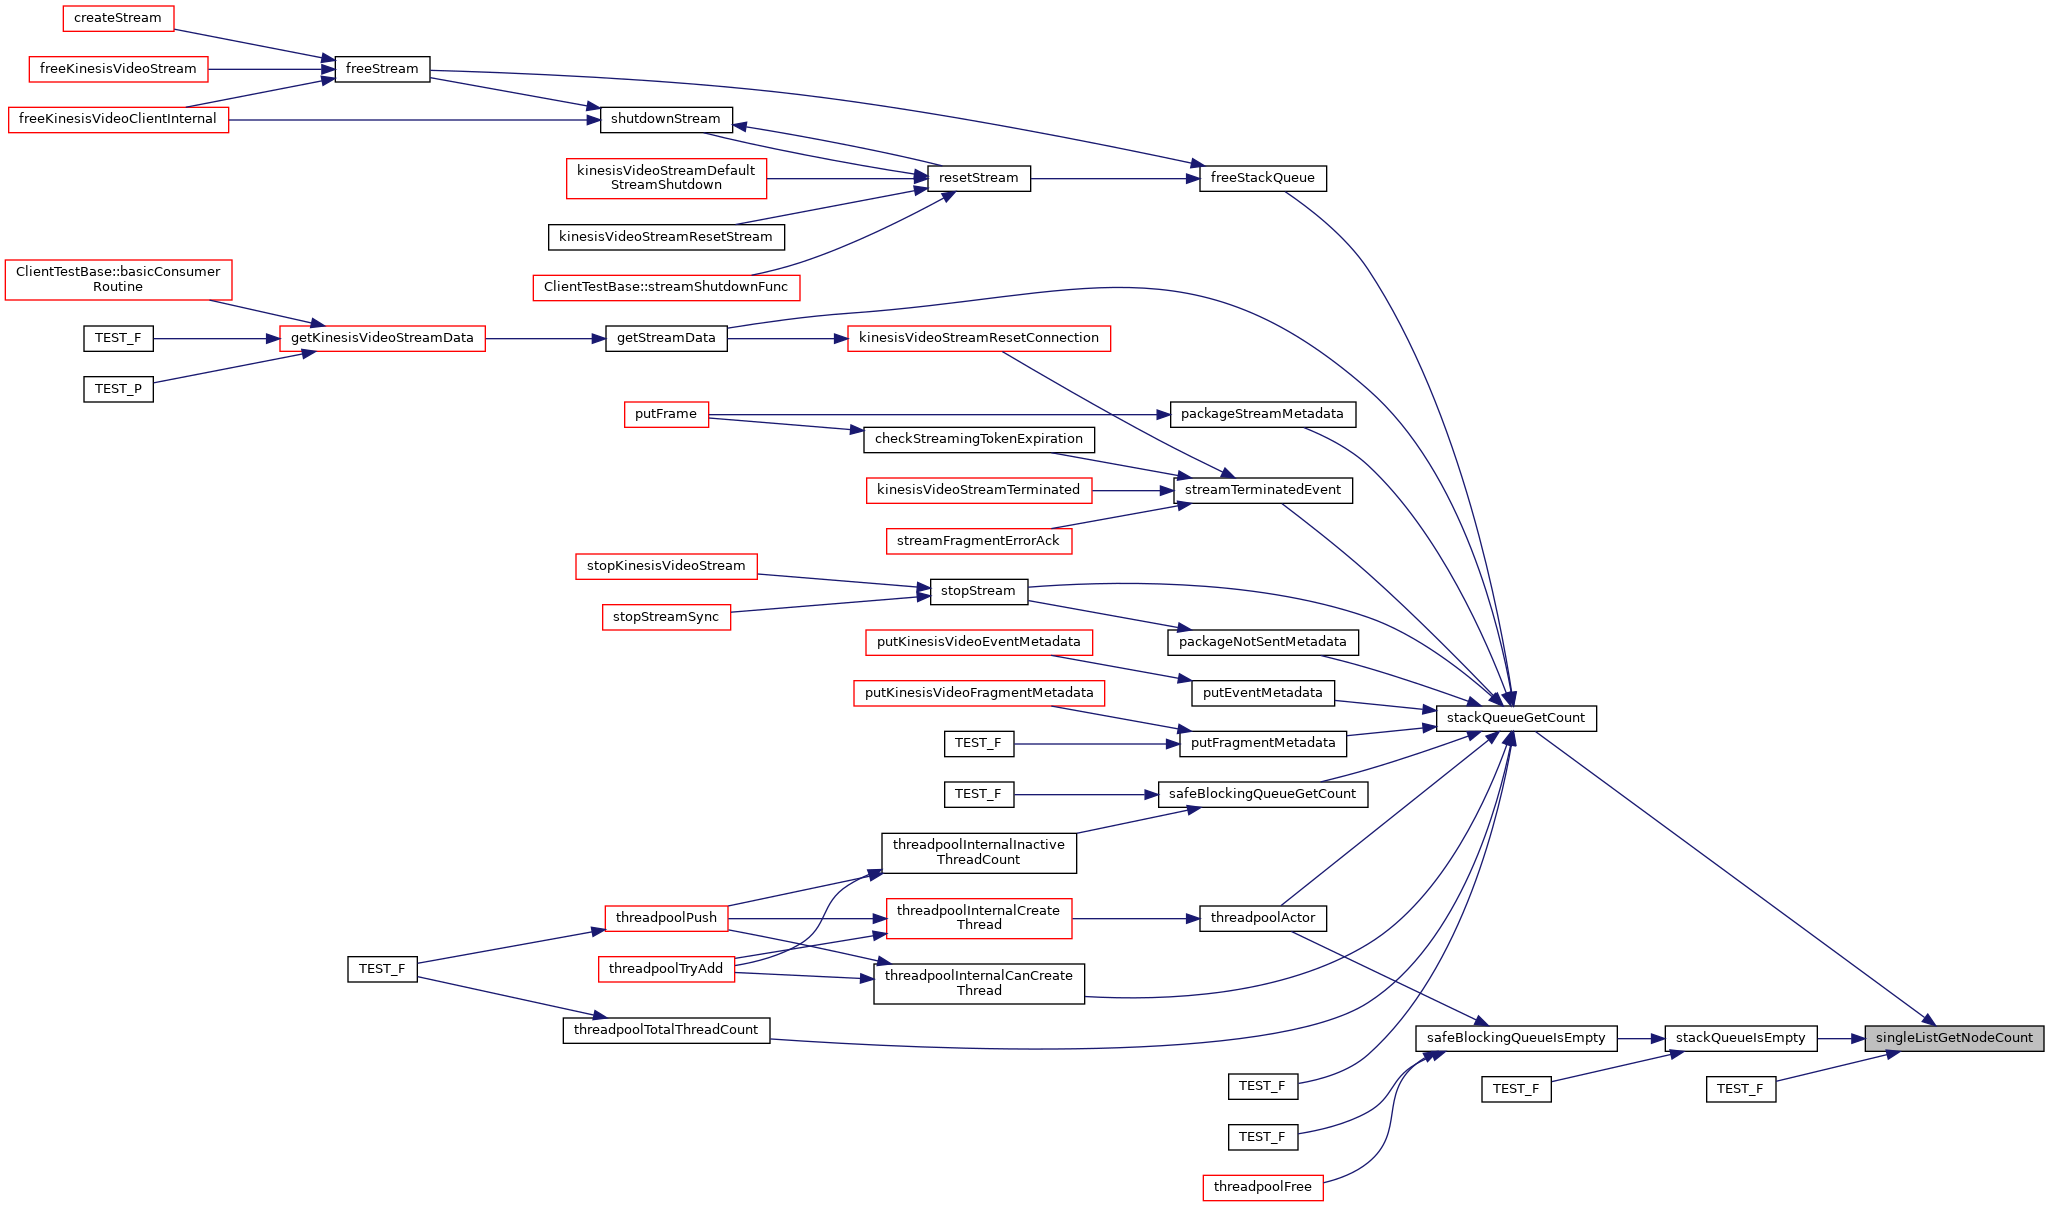 createStream
freeKinesisVideoStream
freeStream
freeKinesisVideoClientInternal
shutdownStream
kinesisVideoStreamDefault
StreamShutdown
resetStream
freeStackQueue
kinesisVideoStreamResetStream
ClientTestBase::basicConsumer
Routine
ClientTestBase::streamShutdownFunc
TEST_F
getKinesisVideoStreamData
getStreamData
kinesisVideoStreamResetConnection
TEST_P
putFrame
packageStreamMetadata
checkStreamingTokenExpiration
kinesisVideoStreamTerminated
streamTerminatedEvent
streamFragmentErrorAck
stopKinesisVideoStream
stopStream
stopStreamSync
putKinesisVideoEventMetadata
packageNotSentMetadata
putKinesisVideoFragmentMetadata
putEventMetadata
stackQueueGetCount
TEST_F
putFragmentMetadata
TEST_F
safeBlockingQueueGetCount
threadpoolInternalInactive
ThreadCount
threadpoolPush
threadpoolInternalCreate
Thread
threadpoolActor
TEST_F
threadpoolTryAdd
threadpoolInternalCanCreate
Thread
threadpoolTotalThreadCount
safeBlockingQueueIsEmpty
stackQueueIsEmpty
singleListGetNodeCount
TEST_F
TEST_F
TEST_F
TEST_F
threadpoolFree